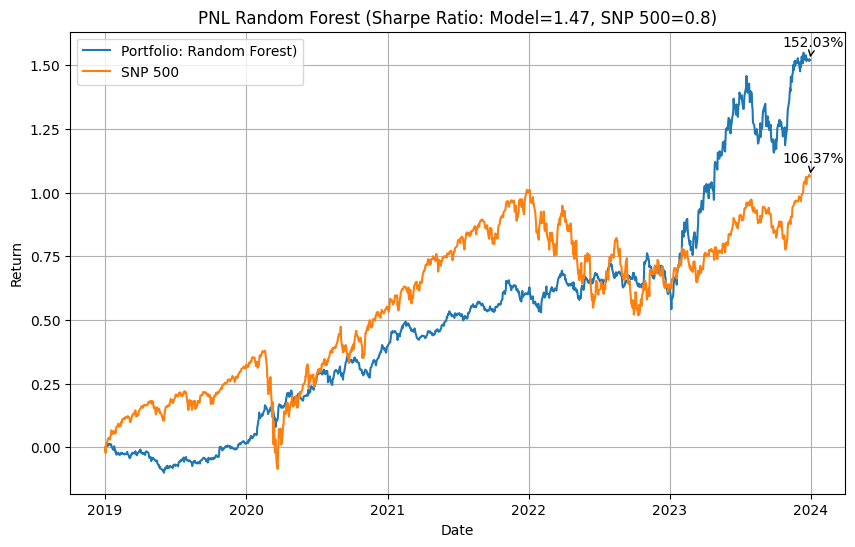 PNL Random Forest (Sharpe Ratio: Model=1.47, SNP 500=0.8)
Portfolio: Random Forest)
SNP 500
152.03%
106.37%
Return
1.50
1.25
1.00
0.75
0.50
0.25
0.00
2019 2020 2021 2022 2023 2024
Date